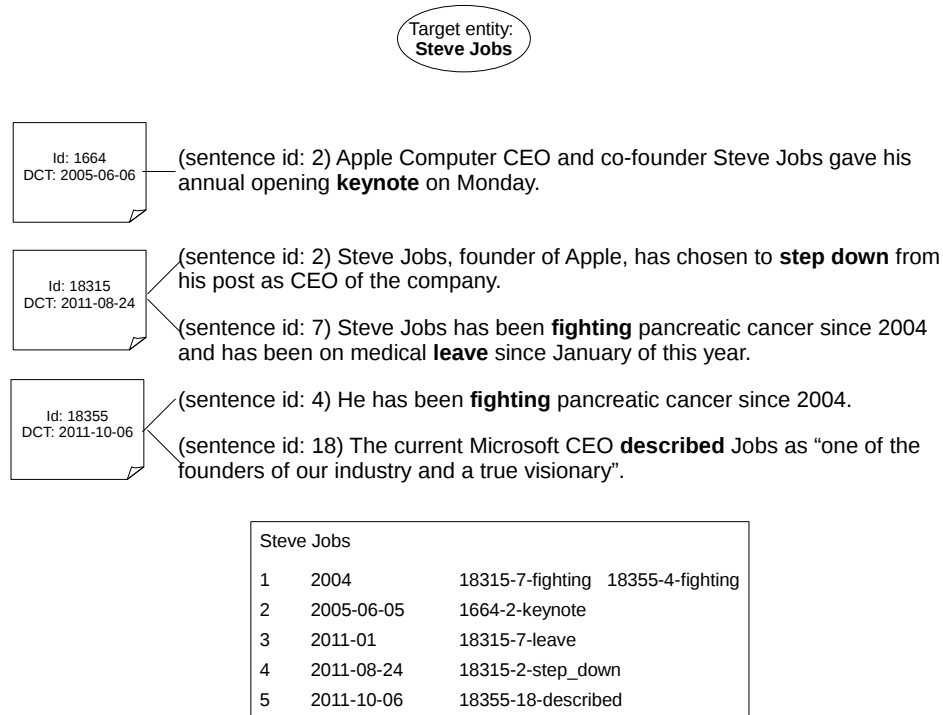 Target entity:
Steve Jobs
Id: 1664
DCT: 2005-06-06
(sentence id: 2) Apple Computer CEO and co-founder Steve Jobs gave his
annual opening keynote on Monday.
Id: 18315
DCT: 2011-08-24
(sentence id: 2) Steve Jobs, founder of Apple, has chosen to step down from
his post as CEO of the company.
(sentence id: 7) Steve Jobs has been fighting pancreatic cancer since 2004
and has been on medical leave since January of this year.
Id: 18355
DCT: 2011-10-06
(sentence id: 4) He has been fighting pancreatic cancer since 2004.
(sentence id: 18) The current Microsoft CEO described Jobs as “one of the
founders of our industry and a true visionary”.
Steve Jobs
1 2004 18315-7-fighting 18355-4-fighting
2 2005-06-05 1664-2-keynote
3 2011-01 18315-7-leave
4 2011-08-24 18315-2-step_down
5 2011-10-06 18355-18-described